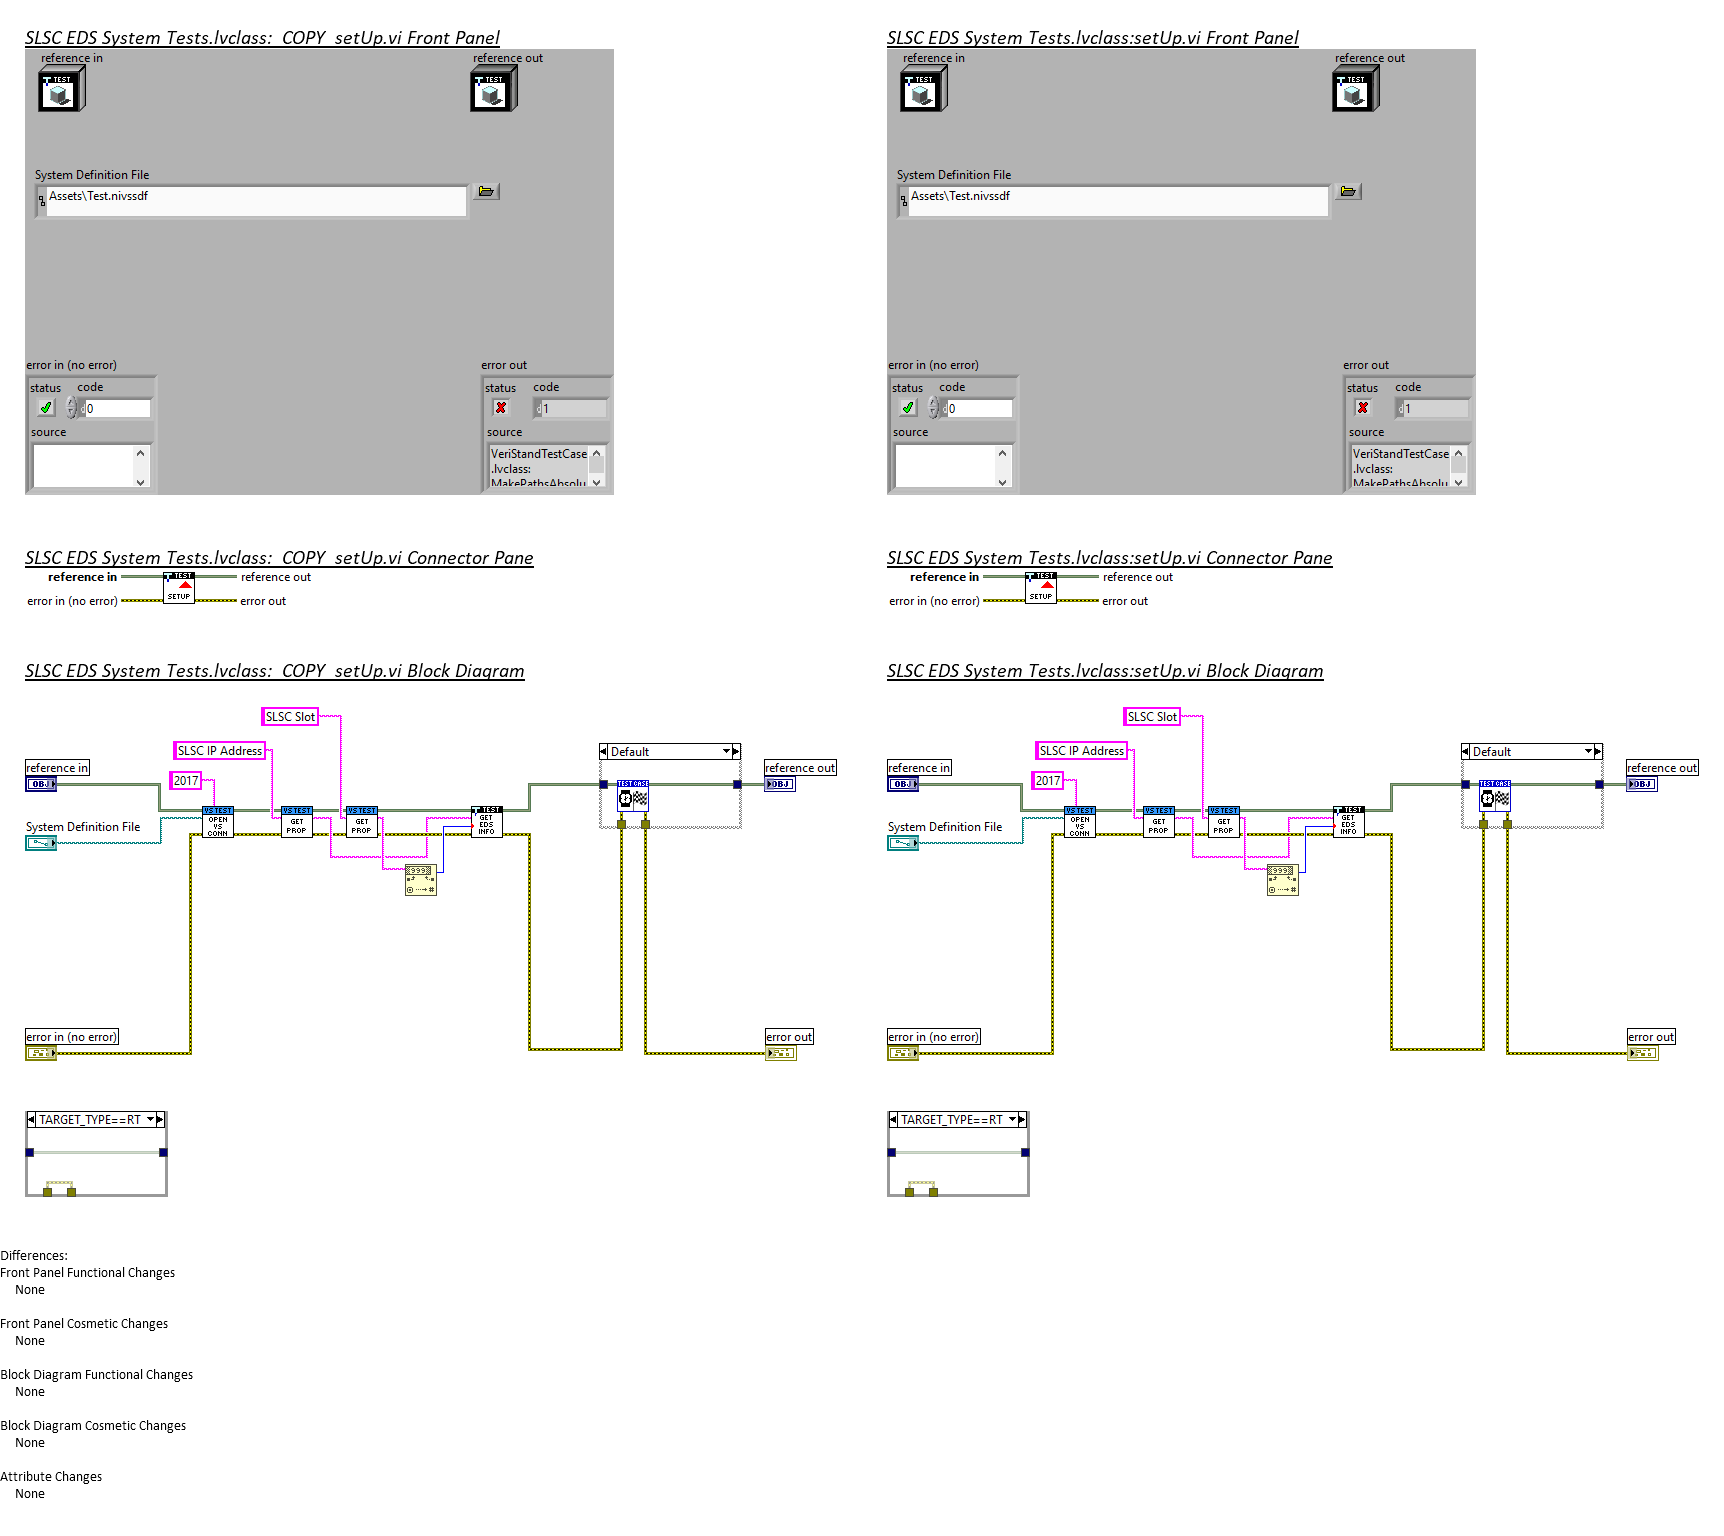 SLSC EDS System Tests.lvclass:_COPY_setUp.vi Front Panel
reference in
reference out
TEST
TEST
System Definition File
Assets\Test.nivssdf
error in (no error)
error out
status
code
status
code
d
0
d
1
source
source
VeriStandTestCase
.lvclass:
MakePathsAbsolu
SLSC EDS System Tests.lvclass:setUp.vi Front Panel
reference in
reference out
TEST
TEST
System Definition File
Assets\Test.nivssdf
error in (no error)
error out
status
code
status
code
d
0
d
1
source
source
VeriStandTestCase
.lvclass:
MakePathsAbsolu
SLSC EDS System Tests.lvclass:_COPY_setUp.vi Connector Pane
reference in
TEST
reference out
SETUP
error in (no error)
error out
SLSC EDS System Tests.lvclass:setUp.vi Connector Pane
reference in
TEST
reference out
SETUP
error in (no error)
error out
SLSC EDS System Tests.lvclass:_COPY_setUp.vi Block Diagram
SLSC Slot
SLSC IP Address
Default
reference in
reference out
2017
OBJ
TEST CASE
OBJ
VS TEST
OPEN
VS
CONN
VS TEST
GET
PROP
VS TEST
GET
PROP
TEST
GET
EDS
INFO
System Definition File
999
error in (no error)
error out
TARGET_TYPE==RT
SLSC EDS System Tests.lvclass:setUp.vi Block Diagram
SLSC Slot
SLSC IP Address
Default
reference in
reference out
2017
OBJ
TEST CASE
OBJ
VS TEST
OPEN
VS
CONN
VS TEST
GET
PROP
VS TEST
GET
PROP
TEST
GET
EDS
INFO
System Definition File
999
error in (no error)
error out
TARGET_TYPE==RT
Differences:
Front Panel Functional Changes
None
Front Panel Cosmetic Changes
None
Block Diagram Functional Changes
None
Block Diagram Cosmetic Changes
None
Attribute Changes
None